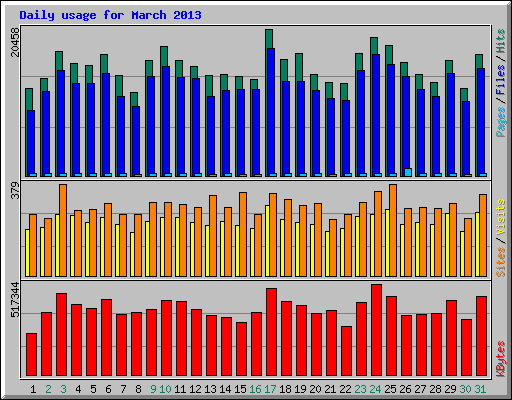 Daily usage for March 2013
20458
Pages / Files / Hits
379
Sites / Visits
517344
KBytes
1 2 3 4 5 6 7 8 9 10 11 12 13 14 15 16 17 18 19 20 21 22 23 24 25 26 27 28 29 30 31